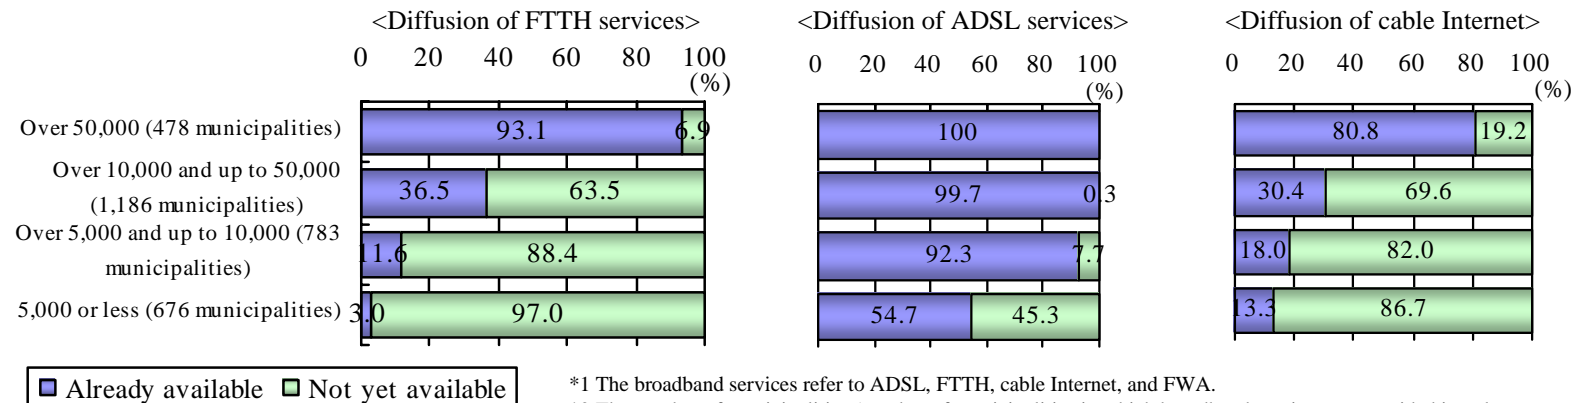 <Diffusion of FTTH services> <Diffusion of ADSL services> <Diffusion of cable Internet>
0 20 40 60 80 100 0 20 40 60 80 100 0 20 40 60 80 100
(%) (%) (%)
Over 50,000 (478 municipalities) 93.1 6.9 100 80.8 19.2
Over 10,000 and up to 50,000
(1,186 municipalities) 36.5 63.5 99.7 0.3 30.4 69.6
Over 5,000 and up to 10,000 (783
municipalities) 11.6 88.4 92.3 7.7 18.0 82.0
5,000 or less (676 municipalities) 3.0 97.0 54.7 45.3 13.3 86.7
Already available Not yet available
*1 The broadband services refer to ADSL, FTTH, cable Internet, and FWA.